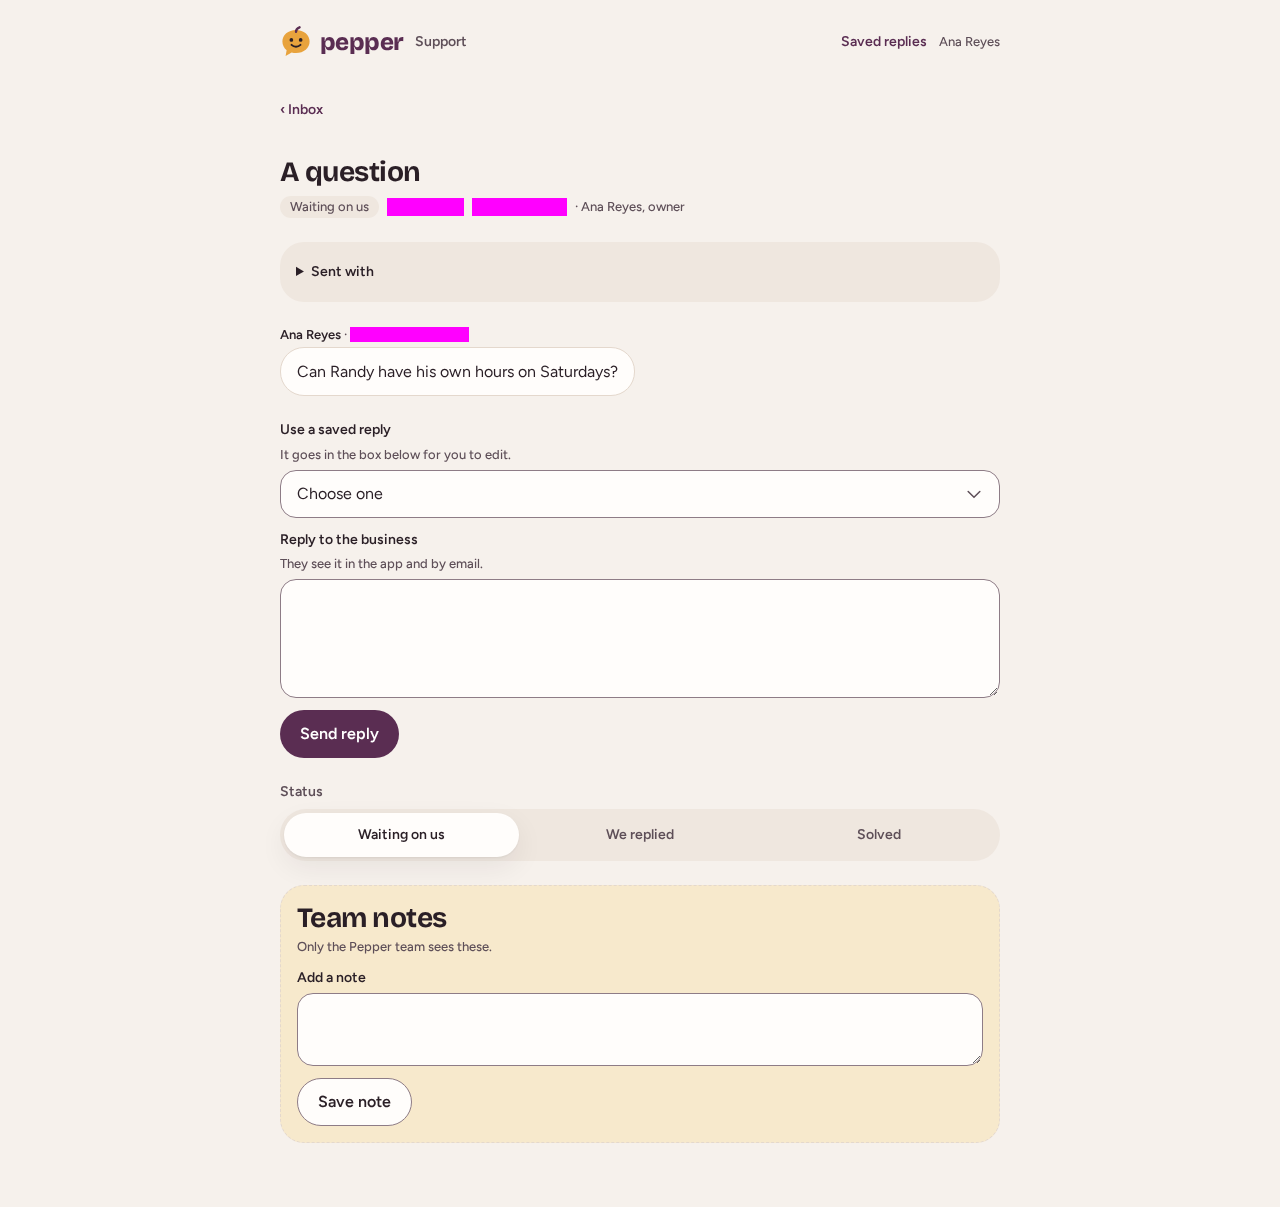 pepper Support Saved replies Ana Reyes
‹ Inbox
A question
Waiting on us · Ana Reyes, owner
Sent with
Ana Reyes ·
Can Randy have his own hours on Saturdays?
Use a saved reply
It goes in the box below for you to edit.
Choose one
Reply to the business
They see it in the app and by email.
Send reply
Status
Waiting on us We replied Solved
Team notes
Only the Pepper team sees these.
Add a note
Save note